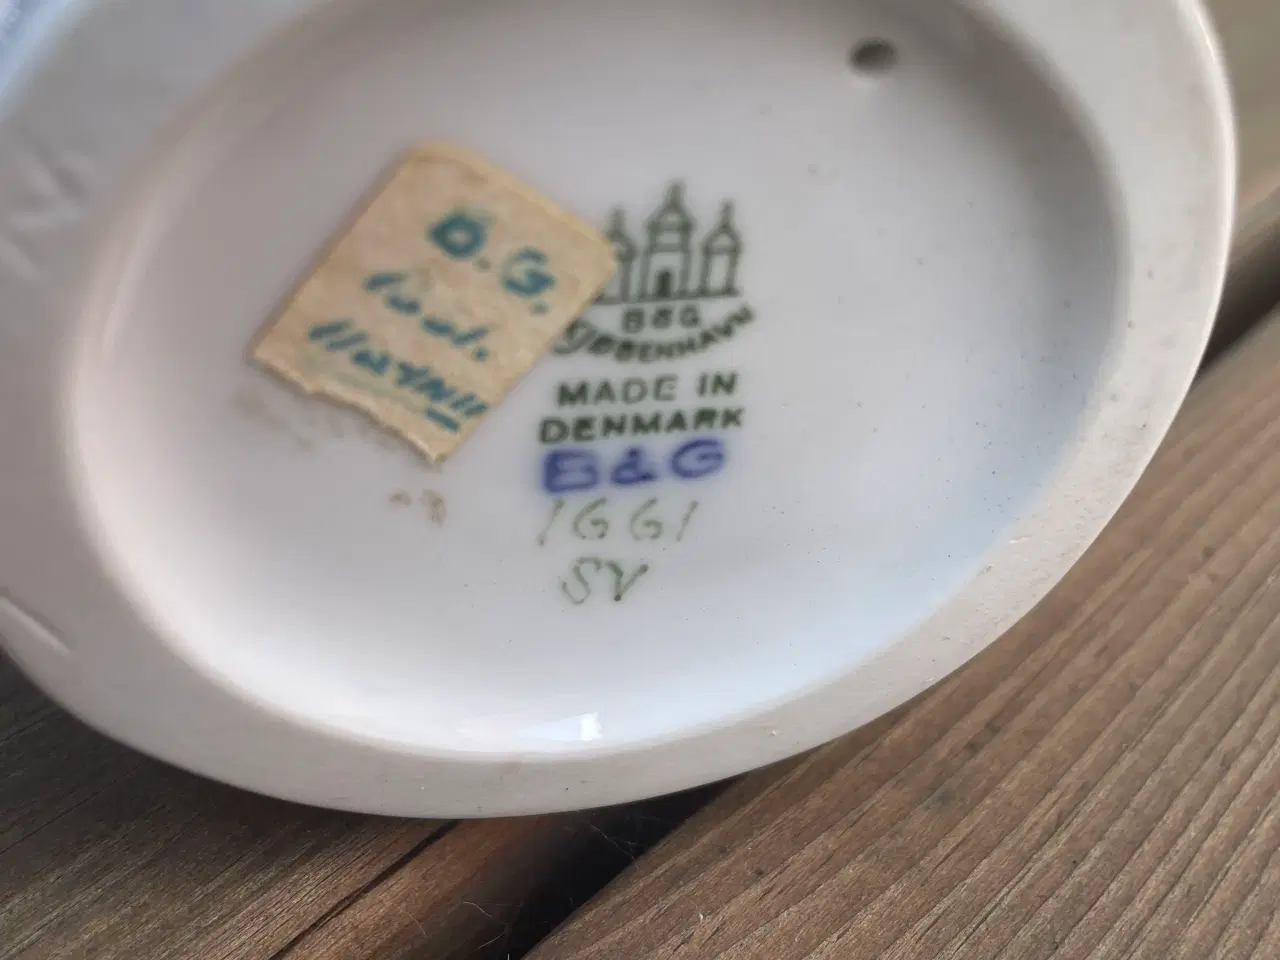 B.G.
B&G
KJØBENHAVN
MADE IN
DENMARK
B&G
1661
SV